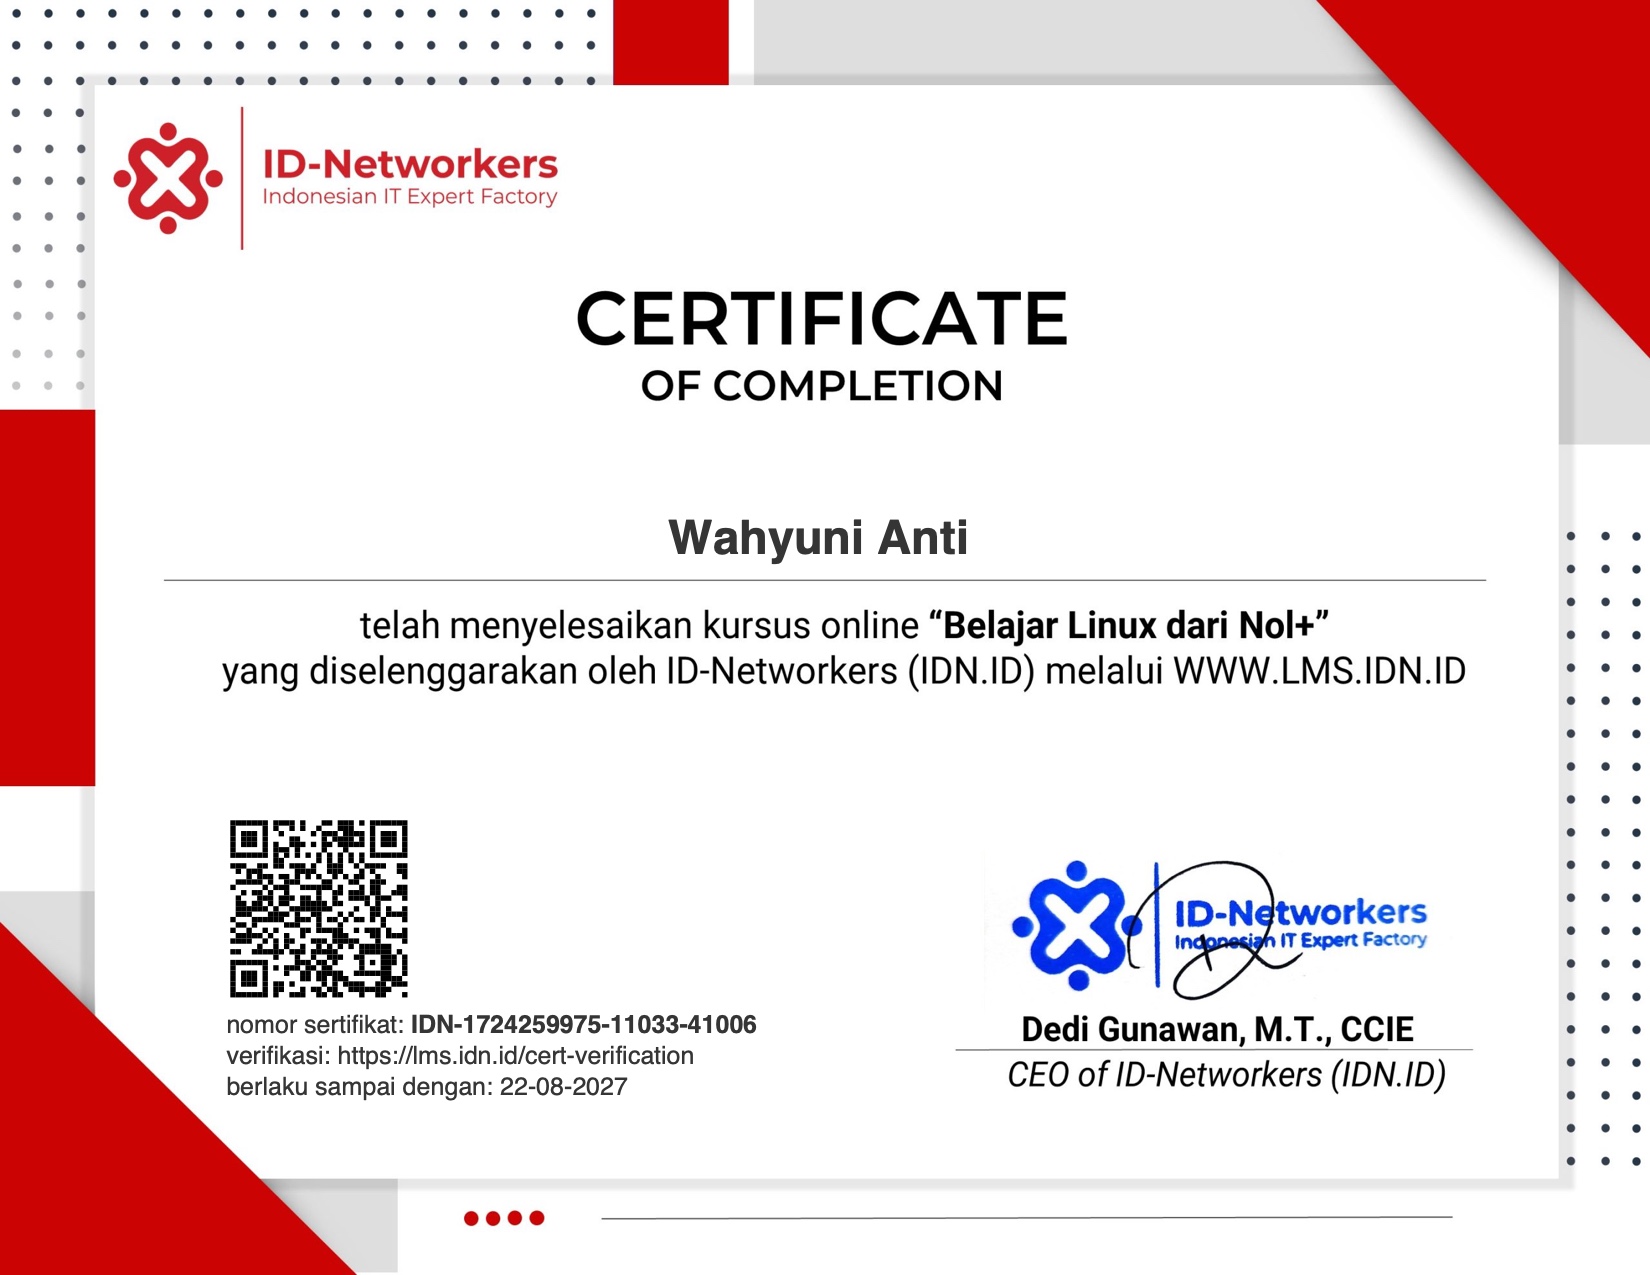 ID-Networkers
Indonesian IT Expert Factory
CERTIFICATE
OF COMPLETION
Wahyuni Anti
telah menyelesaikan kursus online “Belajar Linux dari Nol+”
yang diselenggarakan oleh ID-Networkers (IDN.ID) melalui WWW.LMS.IDN.ID
ID-Networkers
Indonesian IT Expert Factory
nomor sertifikat: IDN-1724259975-11033-41006
verifikasi: https://lms.idn.id/cert-verification
berlaku sampai dengan: 22-08-2027
Dedi Gunawan, M.T., CCIE
CEO of ID-Networkers (IDN.ID)